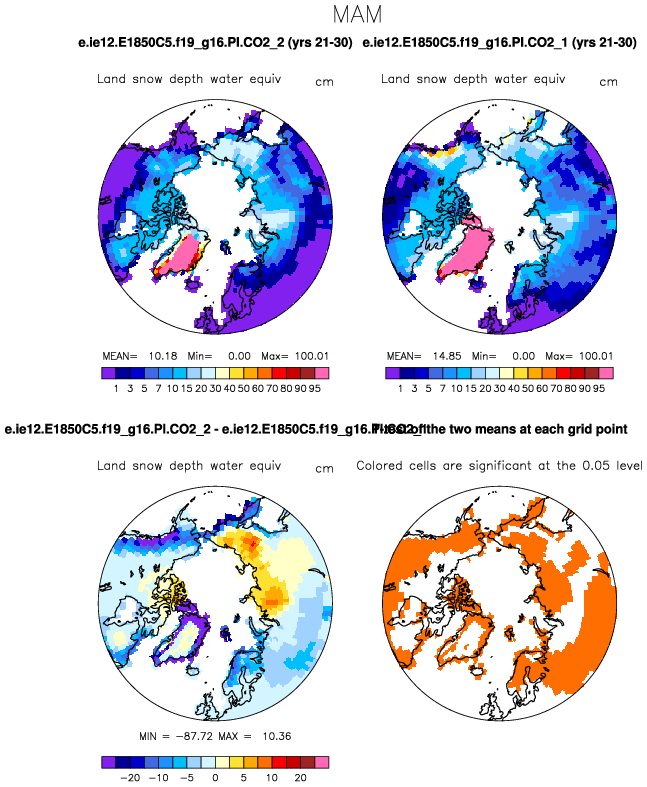 MAM
e.ie12.E1850C5.f19_g16.PI.CO2_2 (yrs 21-30) e.ie12.E1850C5.f19_g16.PI.CO2_1 (yrs 21-30)
Land snow depth water equiv cm Land snow depth water equiv cm
MEAN= 10.18 Min= 0.00 Max= 100.01 MEAN= 14.85 Min= 0.00 Max= 100.01
1 3 5 7 10 15 20 30 40 50 60 70 80 90 95 1 3 5 7 10 15 20 30 40 50 60 70 80 90 95
e.ie12.E1850C5.f19_g16.PI.CO2_2 - e.ie12.E1850C5.f19_g16. the two means at each grid point
Land snow depth water equiv cm Colored cells are significant at the 0.05 level
MIN = -87.72 MAX = 10.36
-20 -10 -5 0 5 10 20